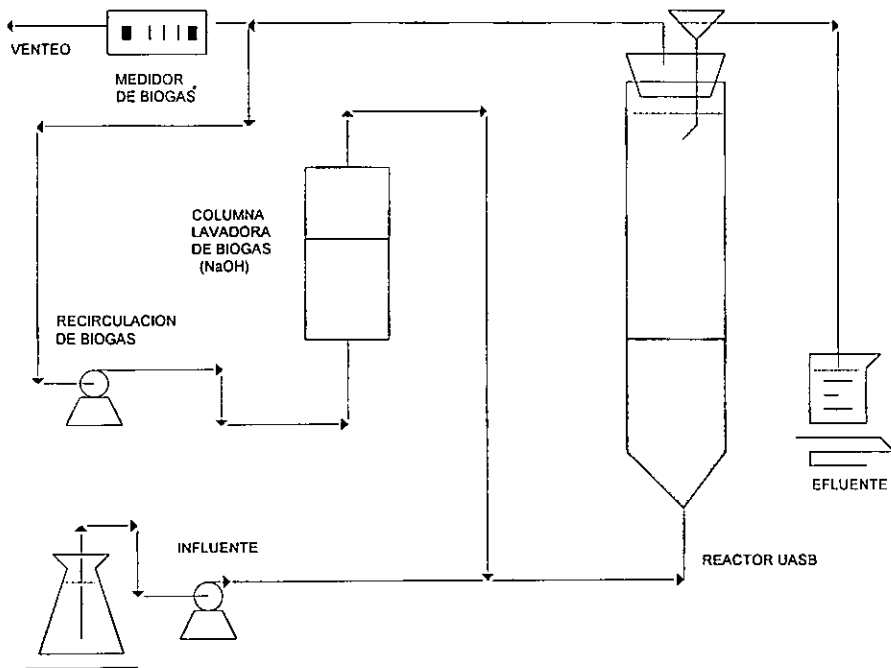 VENTEO
MEDIDOR
DE BIOGAS
COLUMNA
LAVADORA
DE BIOGAS
(NaOH)
RECIRCULACION
DE BIOGAS
EFLUENTE
INFLUENTE
REACTOR UASB